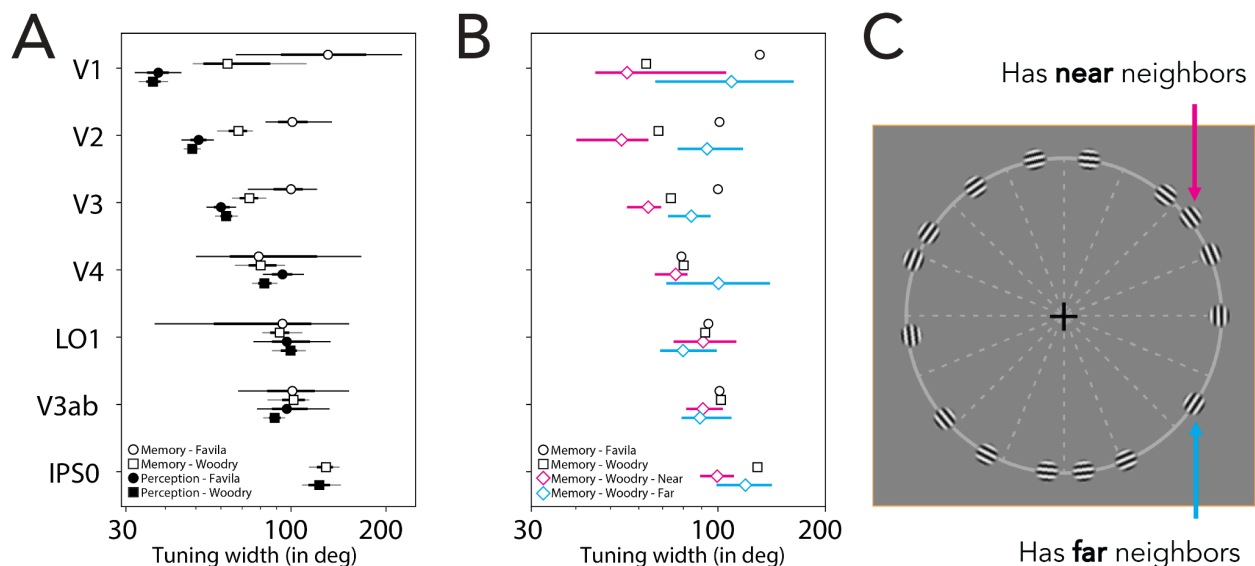 A
V1
V2
V3
V4
LO1
V3ab
IPS0
Memory - Favila
Memory - Woodry
Perception - Favila
Perception - Woodry
30
100
200
Tuning width (in deg)
B
Memory - Favila
Memory - Woodry
Memory - Woodry - Near
Memory - Woodry - Far
30
100
200
Tuning width (in deg)
C
Has near neighbors
Has far neighbors